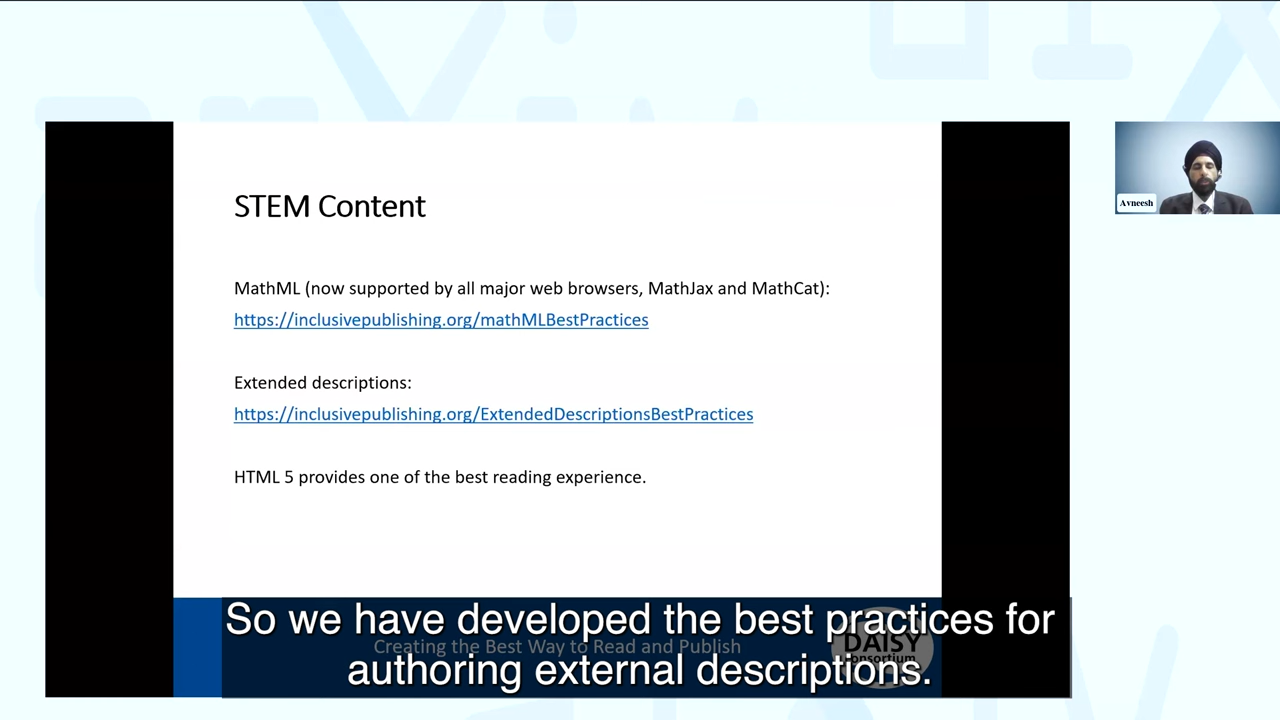 STEM Content
MathML (now supported by all major web browsers, MathJax and MathCat):
https://inclusivepublishing.org/mathMLBestPractices
Extended descriptions:
https://inclusivepublishing.org/ExtendedDescriptionsBestPractices
HTML 5 provides one of the best reading experience.
Avneesh
Creating the Best Way to Read and Publish
DAISY
Consortium
So we have developed the best practices for
authoring external descriptions.